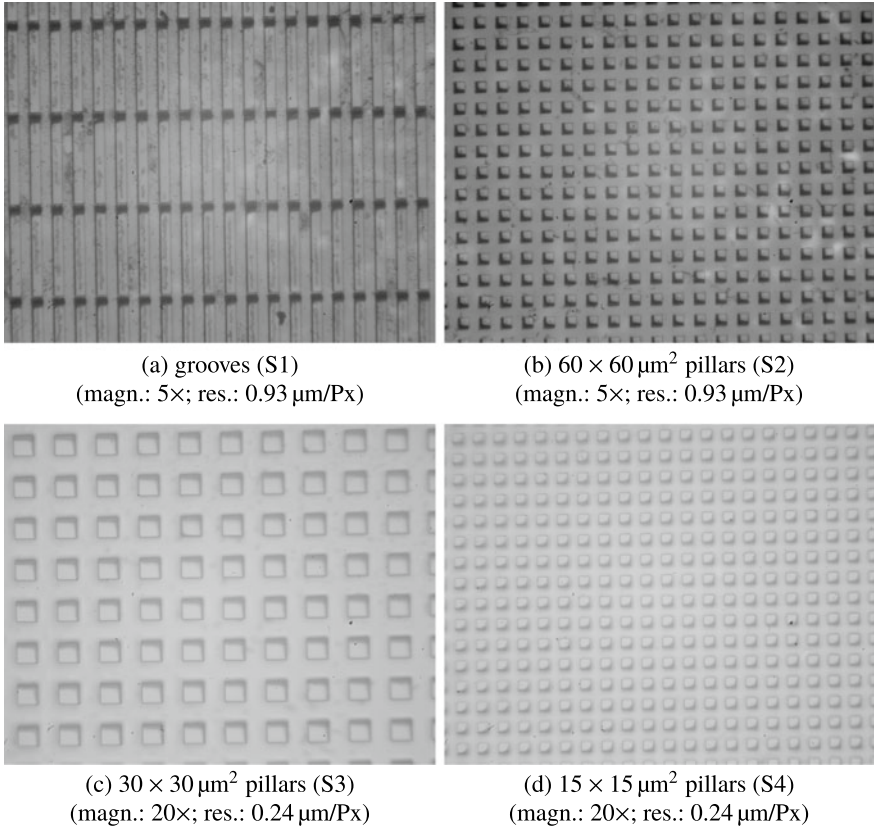 (a) grooves (S1)
(magn.: 5×; res.: 0.93 µm/Px)
(b) 60 × 60 µm² pillars (S2)
(magn.: 5×; res.: 0.93 µm/Px)
(c) 30 × 30 µm² pillars (S3)
(magn.: 20×; res.: 0.24 µm/Px)
(d) 15 × 15 µm² pillars (S4)
(magn.: 20×; res.: 0.24 µm/Px)